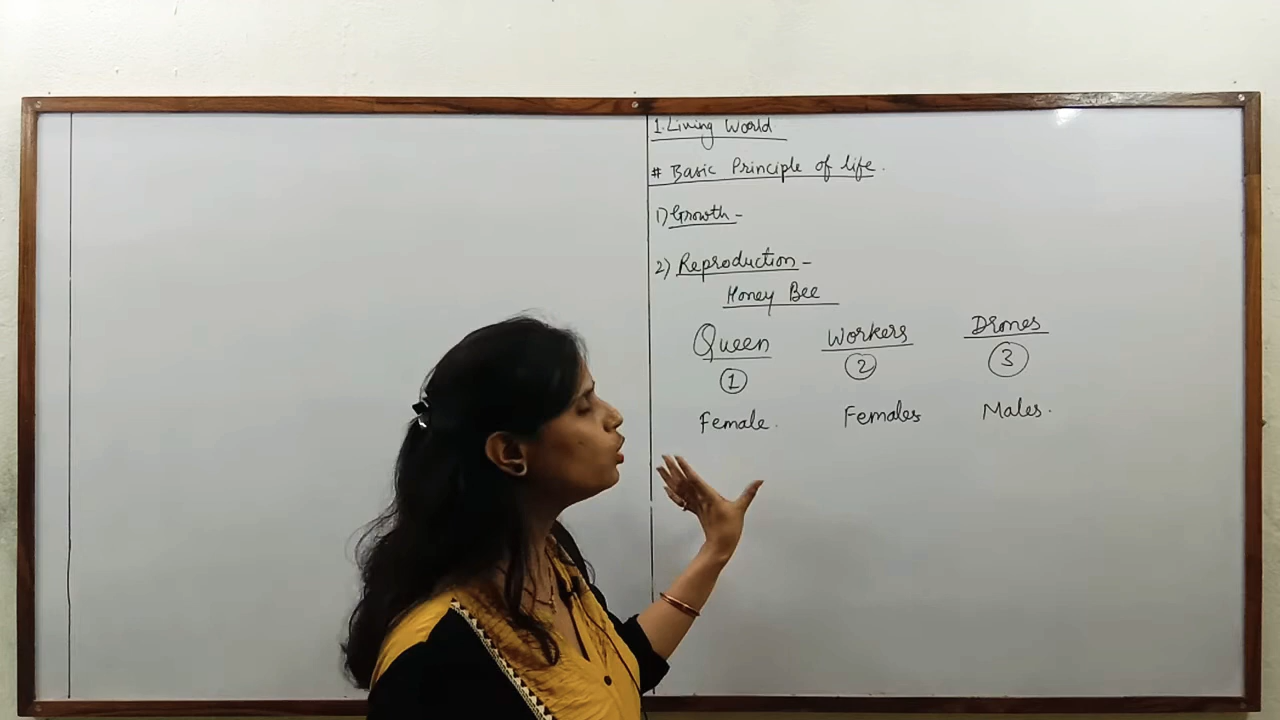 1. Living World
# Basic Principle of life.
1) Growth -
2) Reproduction -
Honey Bee
Queen Workers Drones
1 2 3
Female. Females Males.